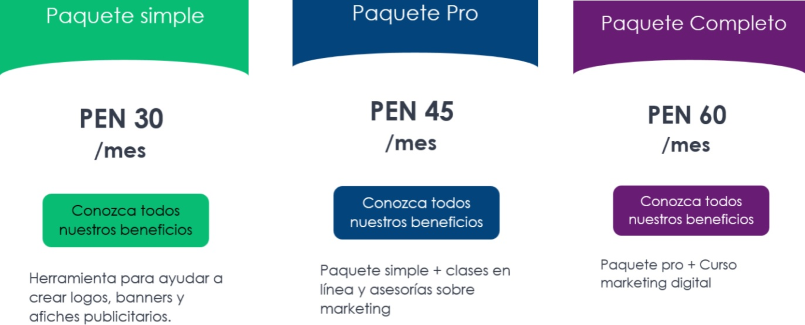 Paquete simple
PEN 30
/mes
Conozca todos
nuestros beneficios
Herramienta para ayudar a
crear logos, banners y
afiches publicitarios.
Paquete Pro
PEN 45
/mes
Conozca todos
nuestros beneficios
Paquete simple + clases en
línea y asesorías sobre
marketing
Paquete Completo
PEN 60
/mes
Conozca todos
nuestros beneficios
Paquete pro + Curso
marketing digital